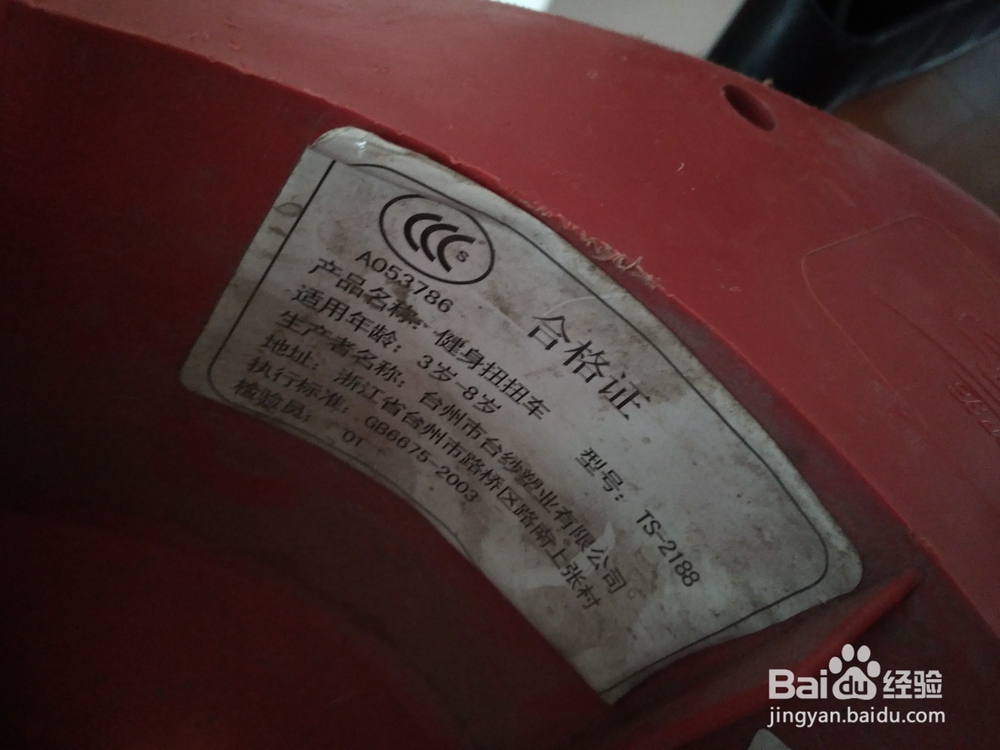 CCC S
A053786
合格证
产品名称：健身扭扭车 型号：TS-2188
适用年龄：3岁-8岁
生产者名称：台州市台纱塑业有限公司
地址：浙江省台州市路桥区路南上张村
执行标准：GB6675-2003
检验员：01
Baidu经验
jingyan.baidu.com